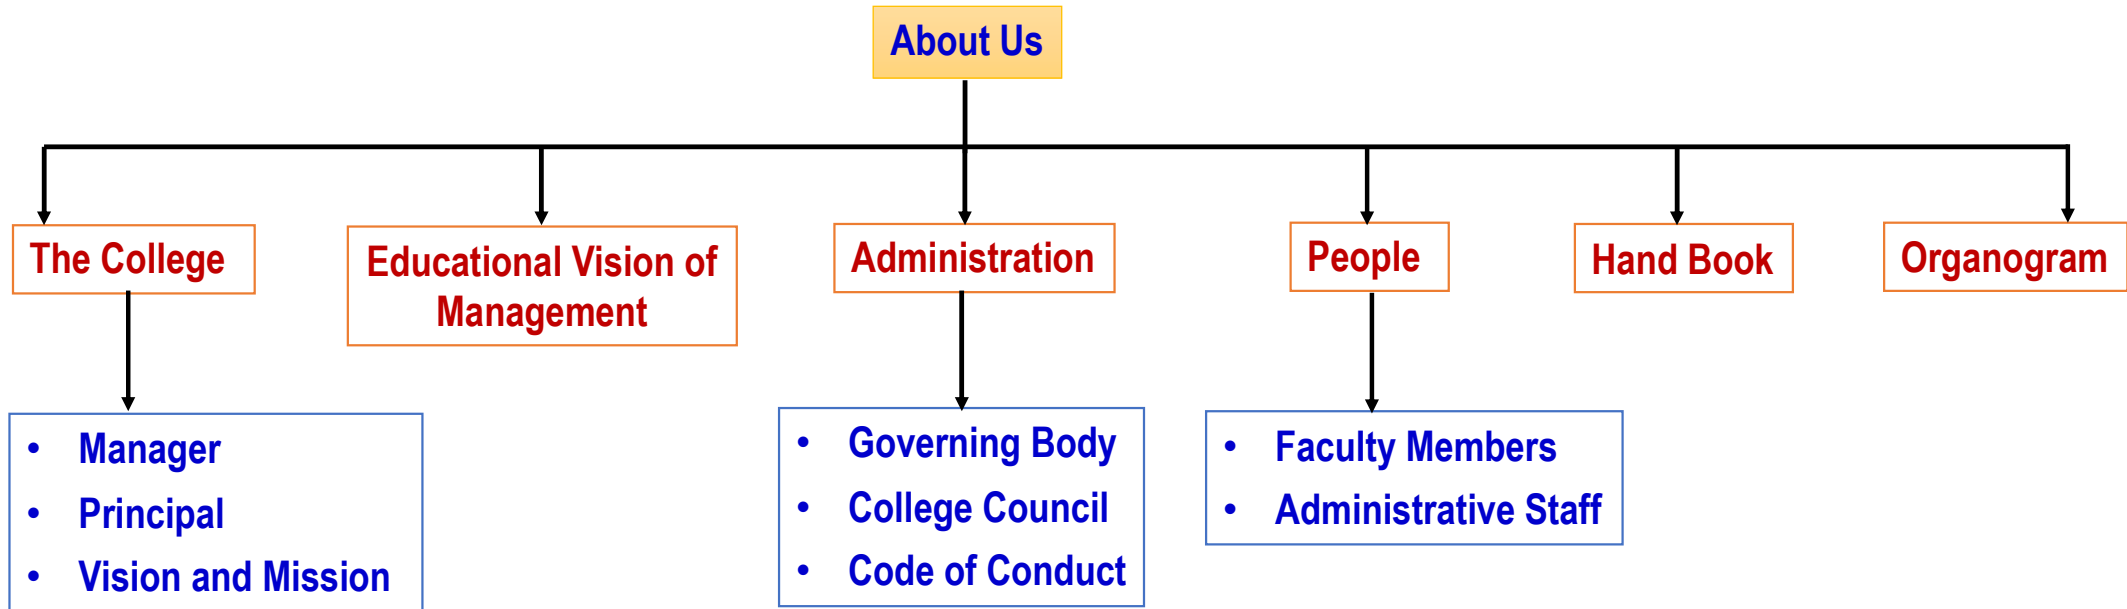 About Us
The College
Educational Vision of
Management
Administration
People
Hand Book
Organogram
• Manager
• Principal
• Vision and Mission
• Governing Body
• College Council
• Code of Conduct
• Faculty Members
• Administrative Staff